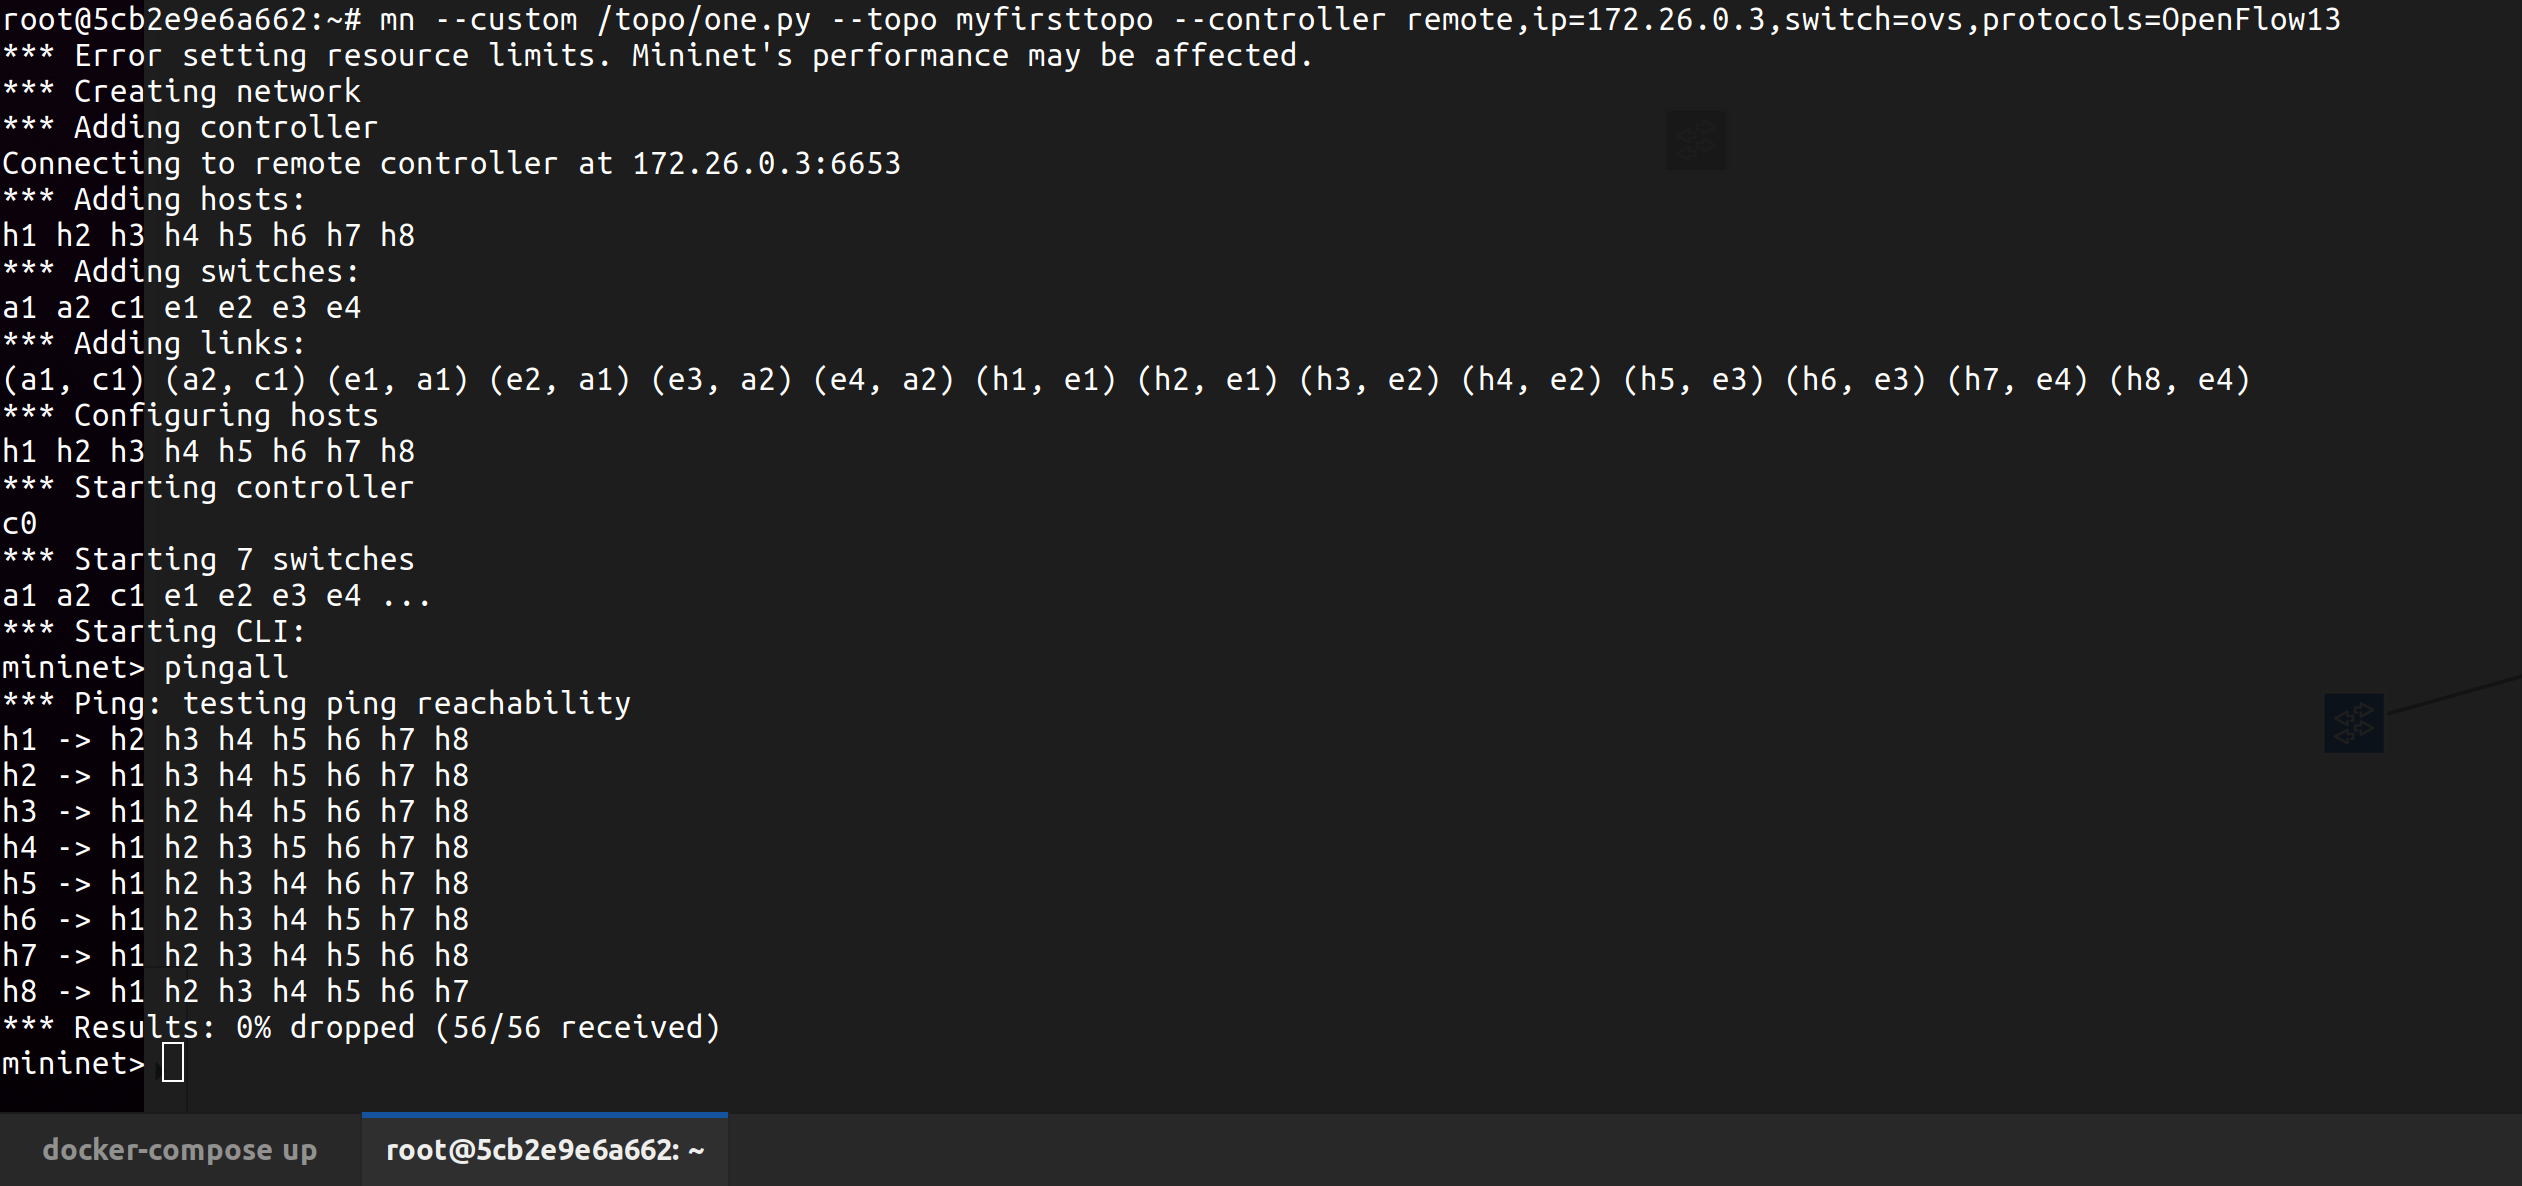 root@5cb2e9e6a662:~# mn --custom /topo/one.py --topo myfirsttopo --controller remote,ip=172.26.0.3,switch=ovs,protocols=OpenFlow13
*** Error setting resource limits. Mininet's performance may be affected.
*** Creating network
*** Adding controller
Connecting to remote controller at 172.26.0.3:6653
*** Adding hosts:
h1 h2 h3 h4 h5 h6 h7 h8
*** Adding switches:
a1 a2 c1 e1 e2 e3 e4
*** Adding links:
(a1, c1) (a2, c1) (e1, a1) (e2, a1) (e3, a2) (e4, a2) (h1, e1) (h2, e1) (h3, e2) (h4, e2) (h5, e3) (h6, e3) (h7, e4) (h8, e4)
*** Configuring hosts
h1 h2 h3 h4 h5 h6 h7 h8
*** Starting controller
c0
*** Starting 7 switches
a1 a2 c1 e1 e2 e3 e4 ...
*** Starting CLI:
mininet> pingall
*** Ping: testing ping reachability
h1 -> h2 h3 h4 h5 h6 h7 h8
h2 -> h1 h3 h4 h5 h6 h7 h8
h3 -> h1 h2 h4 h5 h6 h7 h8
h4 -> h1 h2 h3 h5 h6 h7 h8
h5 -> h1 h2 h3 h4 h6 h7 h8
h6 -> h1 h2 h3 h4 h5 h7 h8
h7 -> h1 h2 h3 h4 h5 h6 h8
h8 -> h1 h2 h3 h4 h5 h6 h7
*** Results: 0% dropped (56/56 received)
mininet>
docker-compose up
root@5cb2e9e6a662: ~